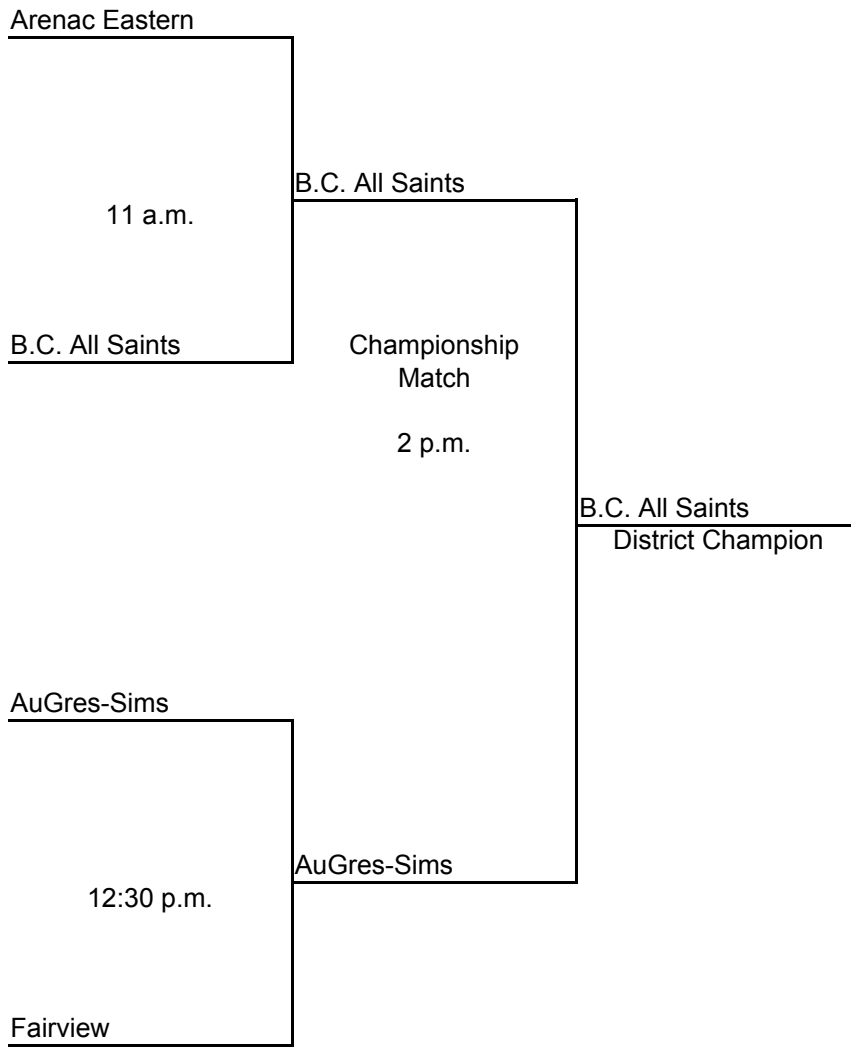 Arenac Eastern
B.C. All Saints
11 a.m.
B.C. All Saints
Championship
Match
2 p.m.
B.C. All Saints
District Champion
AuGres-Sims
AuGres-Sims
12:30 p.m.
Fairview